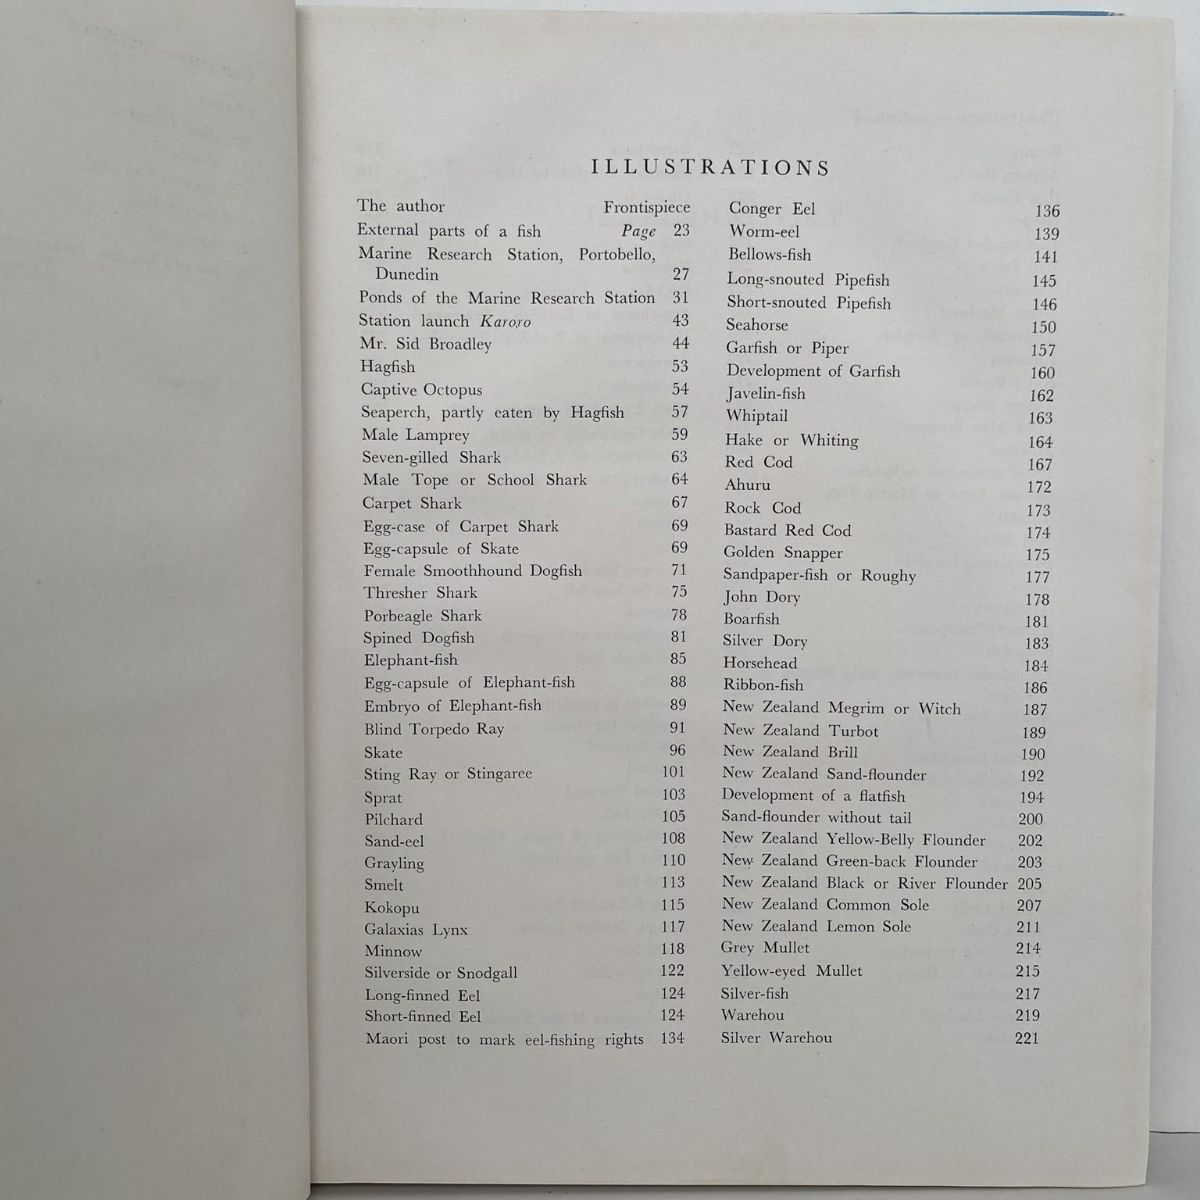 ILLUSTRATIONS
The author Frontispiece
External parts of a fish Page 23
Marine Research Station, Portobello,
Dunedin 27
Ponds of the Marine Research Station 31
Station launch Karoro 43
Mr. Sid Broadley 44
Hagfish 53
Captive Octopus 54
Seaperch, partly eaten by Hagfish 57
Male Lamprey 59
Seven-gilled Shark 63
Male Tope or School Shark 64
Carpet Shark 67
Egg-case of Carpet Shark 69
Egg-capsule of Skate 69
Female Smoothhound Dogfish 71
Thresher Shark 75
Porbeagle Shark 78
Spined Dogfish 81
Elephant-fish 85
Egg-capsule of Elephant-fish 88
Embryo of Elephant-fish 89
Blind Torpedo Ray 91
Skate 96
Sting Ray or Stingaree 101
Sprat 103
Pilchard 105
Sand-eel 108
Grayling 110
Smelt 113
Kokopu 115
Galaxias Lynx 117
Minnow 118
Silverside or Snodgall 122
Long-finned Eel 124
Short-finned Eel 124
Maori post to mark eel-fishing rights 134
Conger Eel 136
Worm-eel 139
Bellows-fish 141
Long-snouted Pipefish 145
Short-snouted Pipefish 146
Seahorse 150
Garfish or Piper 157
Development of Garfish 160
Javelin-fish 162
Whiptail 163
Hake or Whiting 164
Red Cod 167
Ahuru 172
Rock Cod 173
Bastard Red Cod 174
Golden Snapper 175
Sandpaper-fish or Roughy 177
John Dory 178
Boarfish 181
Silver Dory 183
Horsehead 184
Ribbon-fish 186
New Zealand Megrim or Witch 187
New Zealand Turbot 189
New Zealand Brill 190
New Zealand Sand-flounder 192
Development of a flatfish 194
Sand-flounder without tail 200
New Zealand Yellow-Belly Flounder 202
New Zealand Green-back Flounder 203
New Zealand Black or River Flounder 205
New Zealand Common Sole 207
New Zealand Lemon Sole 211
Grey Mullet 214
Yellow-eyed Mullet 215
Silver-fish 217
Warehou 219
Silver Warehou 221